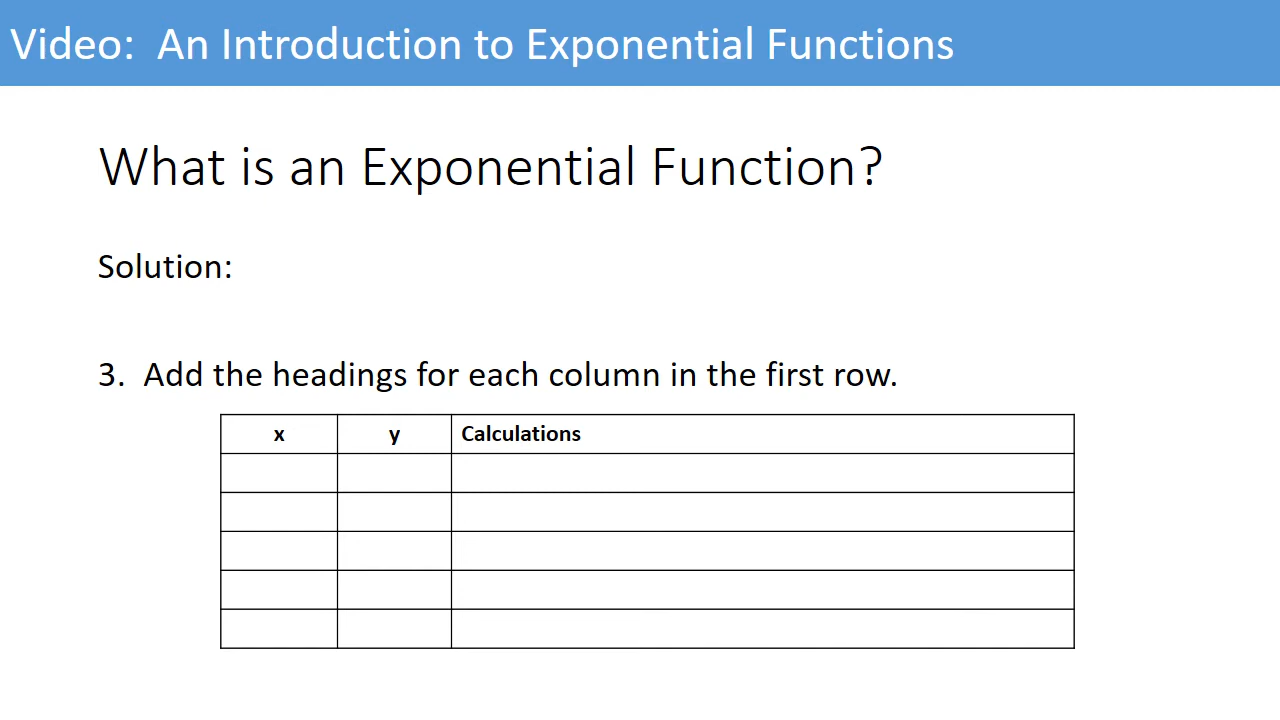 Video:  An Introduction to Exponential Functions
What is an Exponential Function?
Solution:
3.  Add the headings for each column in the first row.
x y Calculations